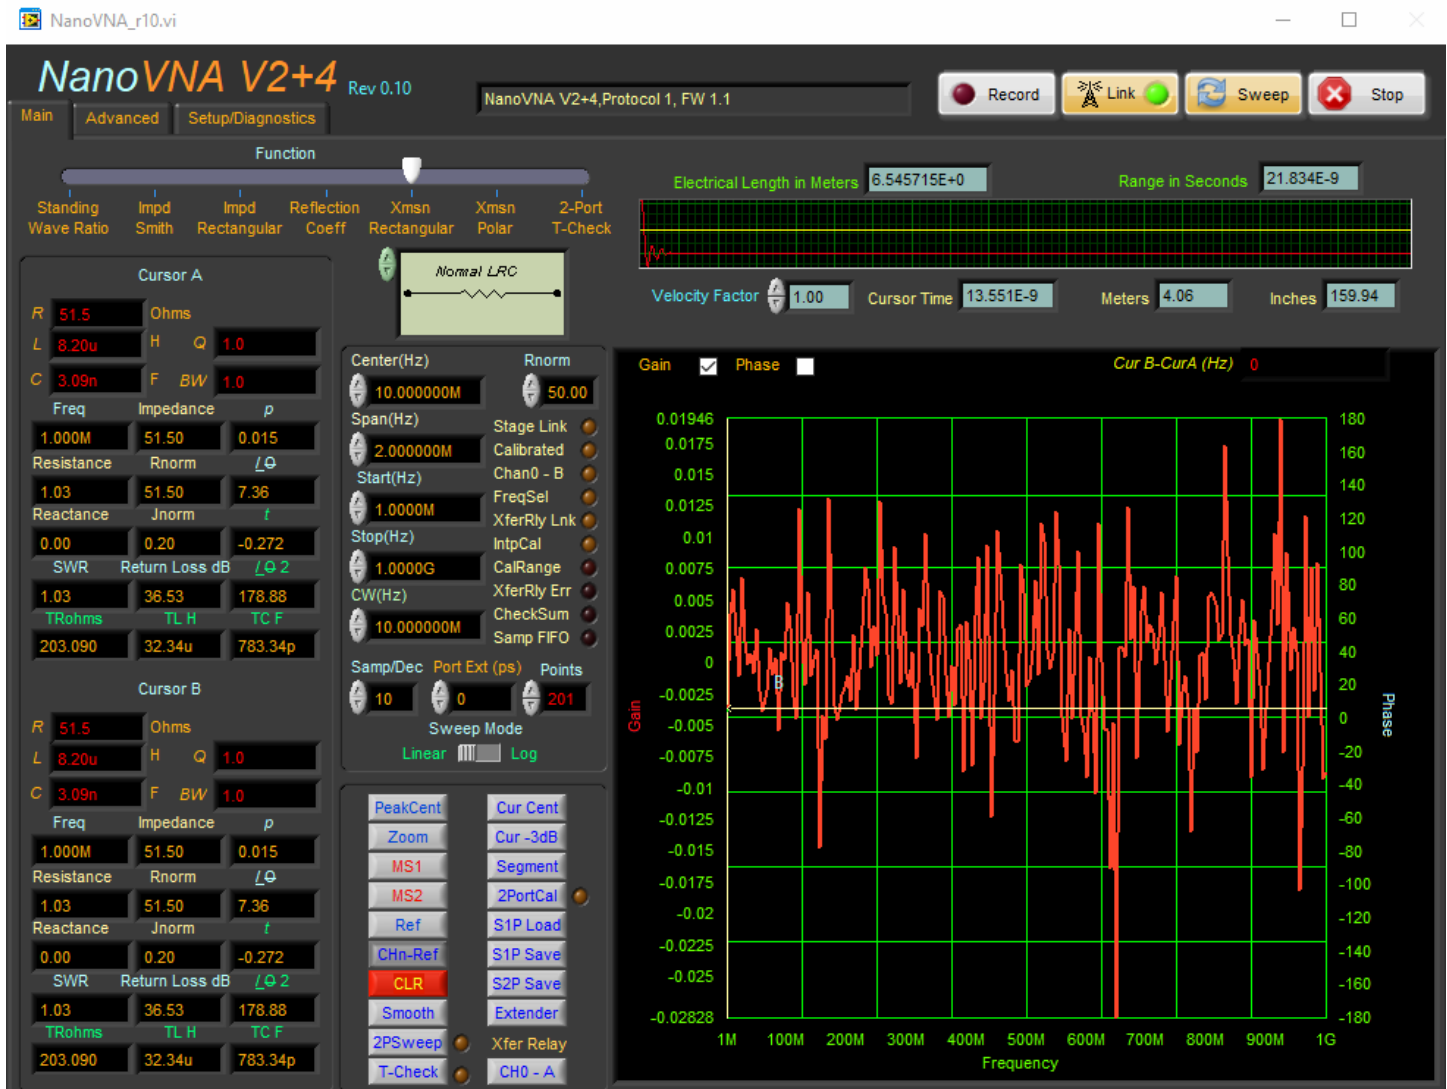 NanoVNA_r10.vi
NanoVNA V2+4 Rev 0.10
NanoVNA V2+4,Protocol 1, FW 1.1
Record
Link
Sweep
Stop
Main Advanced Setup/Diagnostics
Function
Standing Wave Ratio
Impd Smith
Impd Rectangular
Reflection Coeff
Xmsn Rectangular
Xmsn Polar
2-Port T-Check
Electrical Length in Meters 6.545715E+0
Range in Seconds 21.834E-9
Velocity Factor 1.00
Cursor Time 13.551E-9
Meters 4.06
Inches 159.94
Normal LRC
Cursor A
R 51.5 Ohms
L 8.20u H Q 1.0
C 3.09n F BW 1.0
Freq Impedance p
1.000M 51.50 0.015
Resistance Rnorm /Θ
1.03 51.50 7.36
Reactance Jnorm t
0.00 0.20 -0.272
SWR Return Loss dB /Θ 2
1.03 36.53 178.88
TRohms TL H TC F
203.090 32.34u 783.34p
Cursor B
R 51.5 Ohms
L 8.20u H Q 1.0
C 3.09n F BW 1.0
Freq Impedance p
1.000M 51.50 0.015
Resistance Rnorm /Θ
1.03 51.50 7.36
Reactance Jnorm t
0.00 0.20 -0.272
SWR Return Loss dB /Θ 2
1.03 36.53 178.88
TRohms TL H TC F
203.090 32.34u 783.34p
Center(Hz) Rnorm
10.000000M 50.00
Span(Hz)
2.000000M
Start(Hz)
1.0000M
Stop(Hz)
1.0000G
CW(Hz)
10.000000M
Stage Link
Calibrated
Chan0 - B
FreqSel
XferRly Lnk
IntpCal
CalRange
XferRly Err
CheckSum
Samp FIFO
Samp/Dec Port Ext (ps) Points
10 0 201
Sweep Mode
Linear Log
PeakCent Cur Cent
Zoom Cur -3dB
MS1 Segment
MS2 2PortCal
Ref S1P Load
CHn-Ref S1P Save
CLR S2P Save
Smooth Extender
2PSweep Xfer Relay
T-Check CH0 - A
Gain Phase
Cur B-CurA (Hz) 0
0.01946
0.0175
0.015
0.0125
0.01
0.0075
0.005
0.0025
0
-0.0025
-0.005
-0.0075
-0.01
-0.0125
-0.015
-0.0175
-0.02
-0.0225
-0.025
-0.02828
Gain
B
180
160
140
120
100
80
60
40
20
0
-20
-40
-60
-80
-100
-120
-140
-160
-180
Phase
1M 100M 200M 300M 400M 500M 600M 700M 800M 900M 1G
Frequency